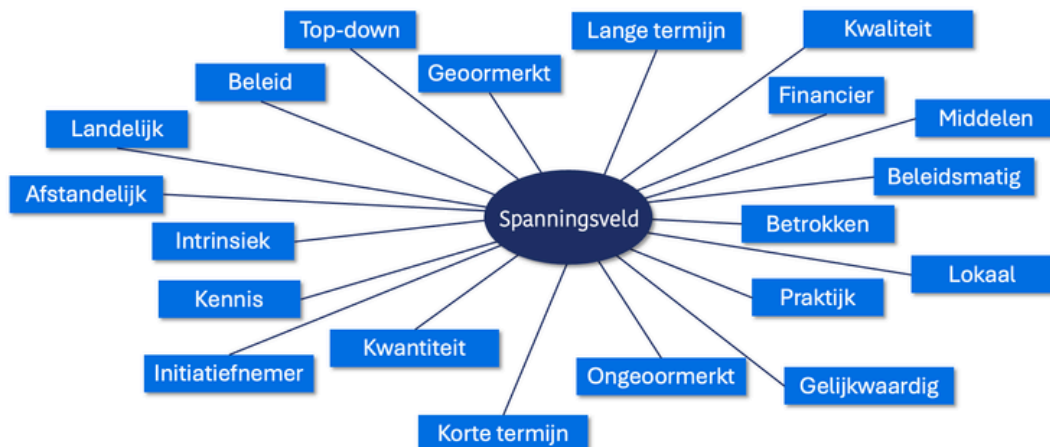 Top-down
Lange termijn
Kwaliteit
Geoormerkt
Beleid
Financier
Middelen
Landelijk
Beleidsmatig
Afstandelijk
Spanningsveld
Betrokken
Intrinsiek
Lokaal
Kennis
Praktijk
Kwantiteit
Initiatiefnemer
Ongeoormerkt
Gelijkwaardig
Korte termijn